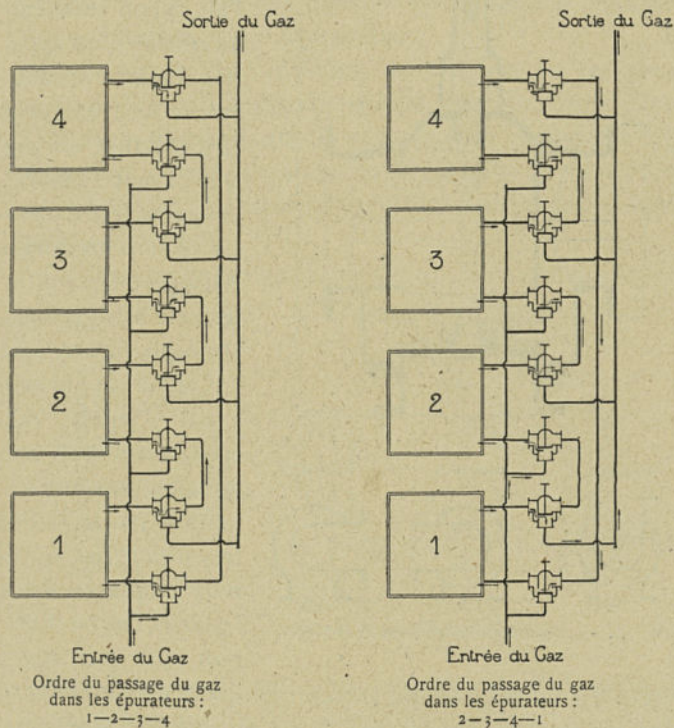 Sortie du Gaz
4
3
2
1
Entrée du Gaz
Ordre du passage du gaz
dans les épurateurs :
1—2—3—4
Sortie du Gaz
4
3
2
1
Entrée du Gaz
Ordre du passage du gaz
dans les épurateurs :
2—3—4—1